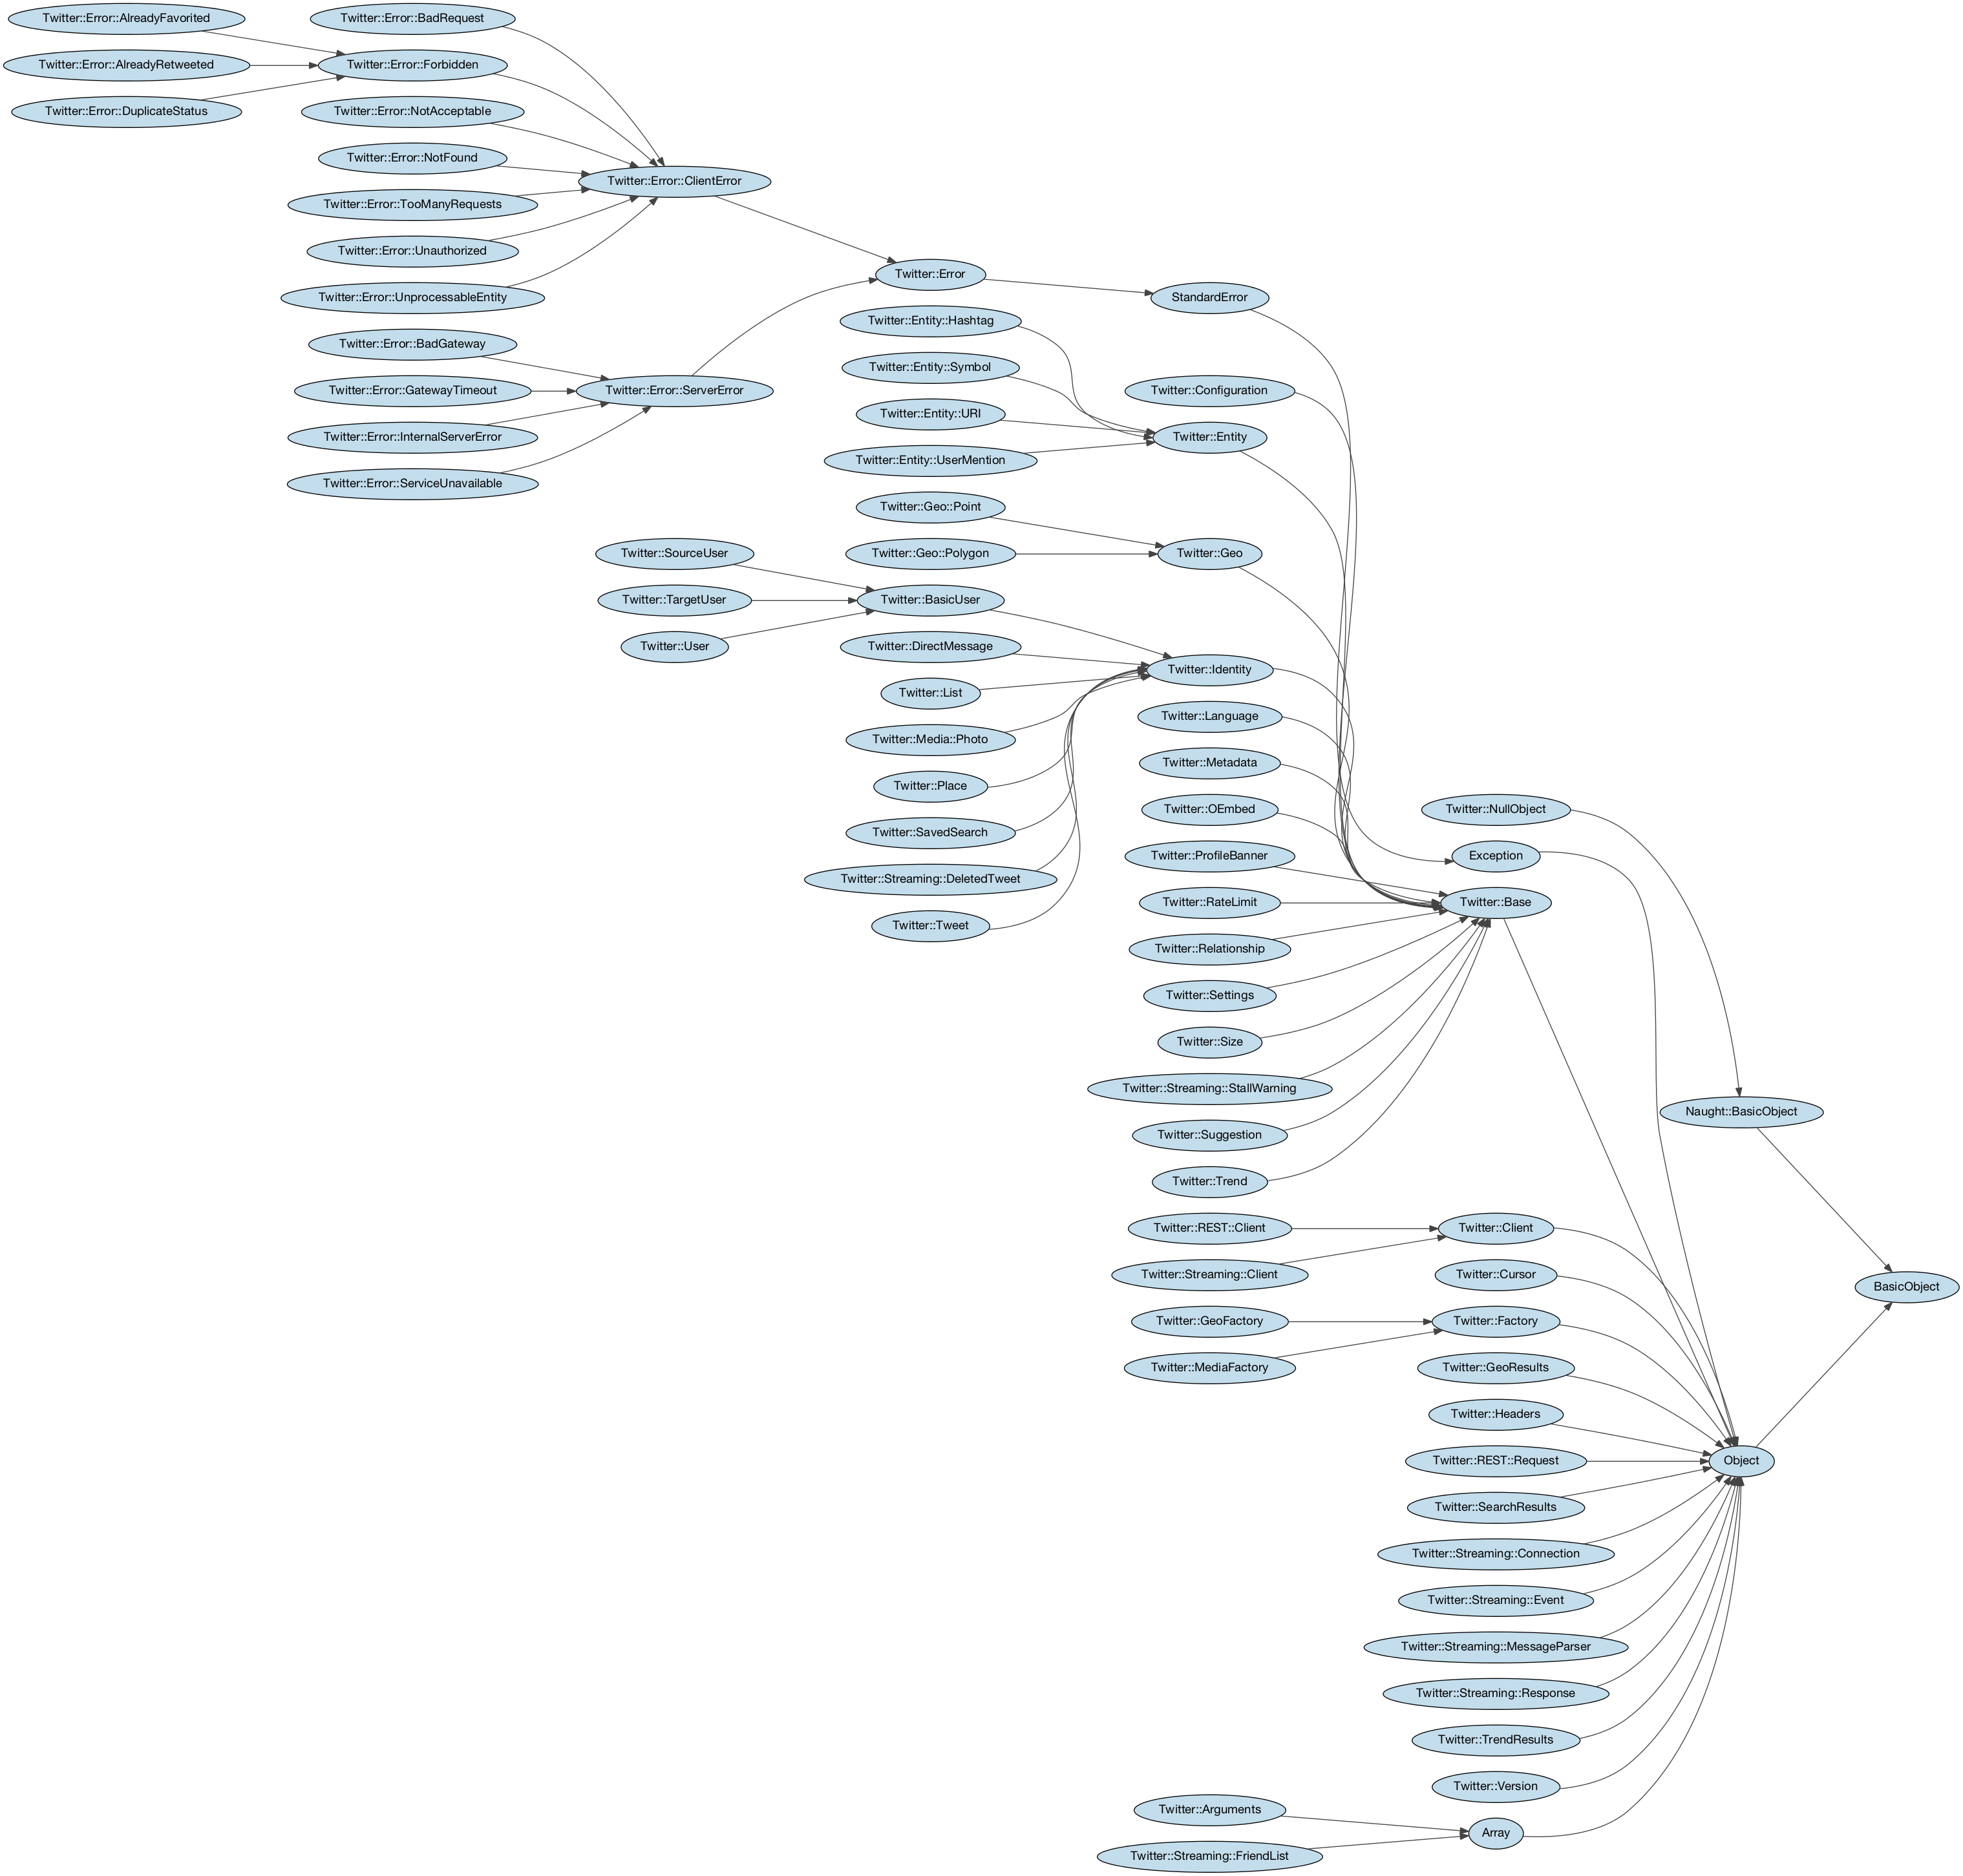 Twitter::Error::AlreadyFavorited
Twitter::Error::AlreadyRetweeted
Twitter::Error::DuplicateStatus
Twitter::Error::BadRequest
Twitter::Error::Forbidden
Twitter::Error::NotAcceptable
Twitter::Error::NotFound
Twitter::Error::TooManyRequests
Twitter::Error::Unauthorized
Twitter::Error::UnprocessableEntity
Twitter::Error::BadGateway
Twitter::Error::GatewayTimeout
Twitter::Error::InternalServerError
Twitter::Error::ServiceUnavailable
Twitter::Error::ClientError
Twitter::Error::ServerError
Twitter::SourceUser
Twitter::TargetUser
Twitter::User
Twitter::Error
Twitter::Entity::Hashtag
Twitter::Entity::Symbol
Twitter::Entity::URI
Twitter::Entity::UserMention
Twitter::Geo::Point
Twitter::Geo::Polygon
Twitter::BasicUser
Twitter::DirectMessage
Twitter::List
Twitter::Media::Photo
Twitter::Place
Twitter::SavedSearch
Twitter::Streaming::DeletedTweet
Twitter::Tweet
StandardError
Twitter::Configuration
Twitter::Entity
Twitter::Geo
Twitter::Identity
Twitter::Language
Twitter::Metadata
Twitter::OEmbed
Twitter::ProfileBanner
Twitter::RateLimit
Twitter::Relationship
Twitter::Settings
Twitter::Size
Twitter::Streaming::StallWarning
Twitter::Suggestion
Twitter::Trend
Twitter::REST::Client
Twitter::Streaming::Client
Twitter::GeoFactory
Twitter::MediaFactory
Twitter::Arguments
Twitter::Streaming::FriendList
Twitter::NullObject
Exception
Twitter::Base
Twitter::Client
Twitter::Cursor
Twitter::Factory
Twitter::GeoResults
Twitter::Headers
Twitter::REST::Request
Twitter::SearchResults
Twitter::Streaming::Connection
Twitter::Streaming::Event
Twitter::Streaming::MessageParser
Twitter::Streaming::Response
Twitter::TrendResults
Twitter::Version
Array
Naught::BasicObject
Object
BasicObject